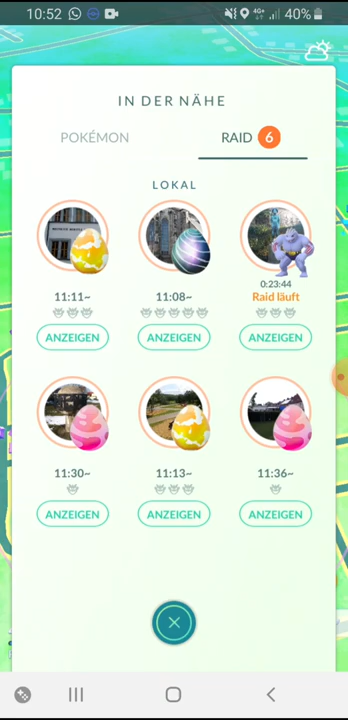 10:52
4G+
40%
IN DER NÄHE
POKÉMON
RAID 6
LOKAL
0:23:44
11:11~ 11:08~ Raid läuft
ANZEIGEN ANZEIGEN ANZEIGEN
11:30~ 11:13~ 11:36~
ANZEIGEN ANZEIGEN ANZEIGEN